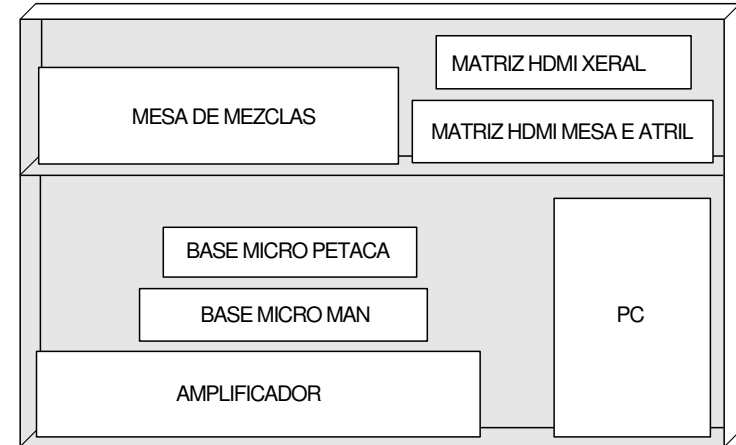 MATRIZ HDMI XERAL
MESA DE MEZCLAS
MATRIZ HDMI MESA E ATRIL
BASE MICRO PETACA
BASE MICRO MAN
PC
AMPLIFICADOR